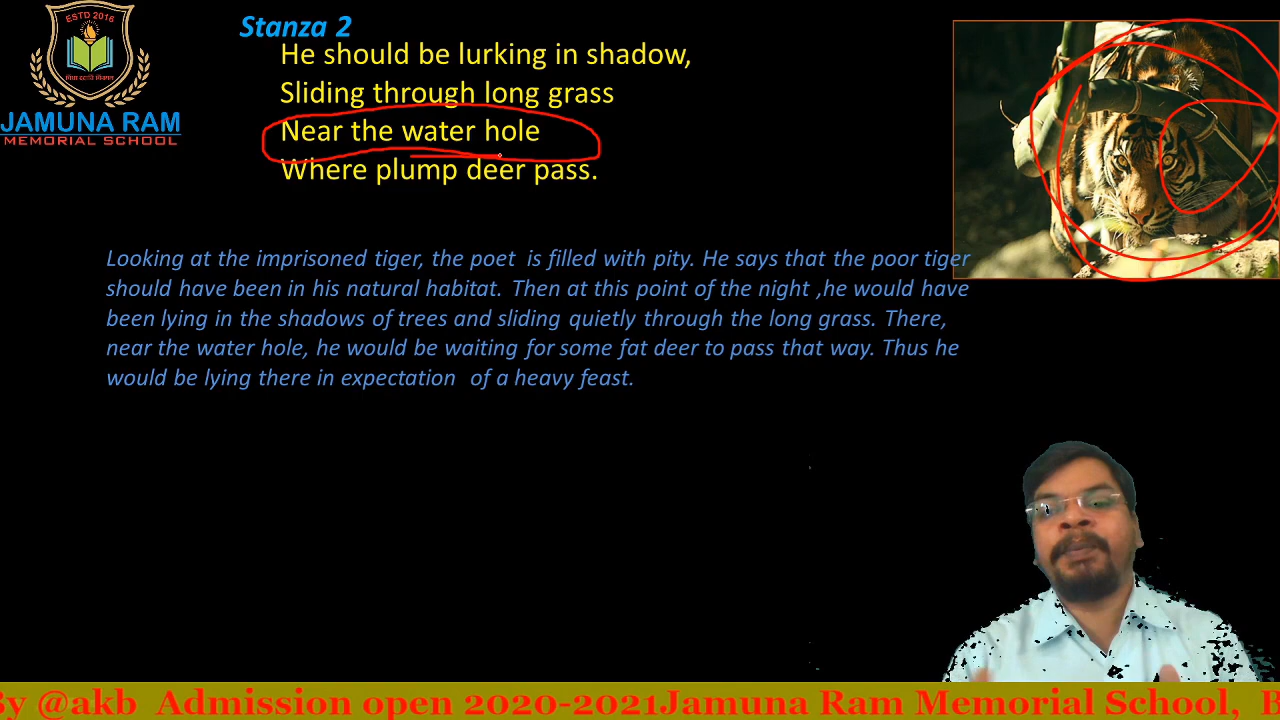 ESTD 2016
JAMUNA RAM
MEMORIAL SCHOOL
Stanza 2
He should be lurking in shadow,
Sliding through long grass
Near the water hole
Where plump deer pass.
Looking at the imprisoned tiger, the poet is filled with pity. He says that the poor tiger
should have been in his natural habitat. Then at this point of the night ,he would have
been lying in the shadows of trees and sliding quietly through the long grass. There,
near the water hole, he would be waiting for some fat deer to pass that way. Thus he
would be lying there in expectation of a heavy feast.
By @akb Admission open 2020-2021Jamuna Ram Memorial School,